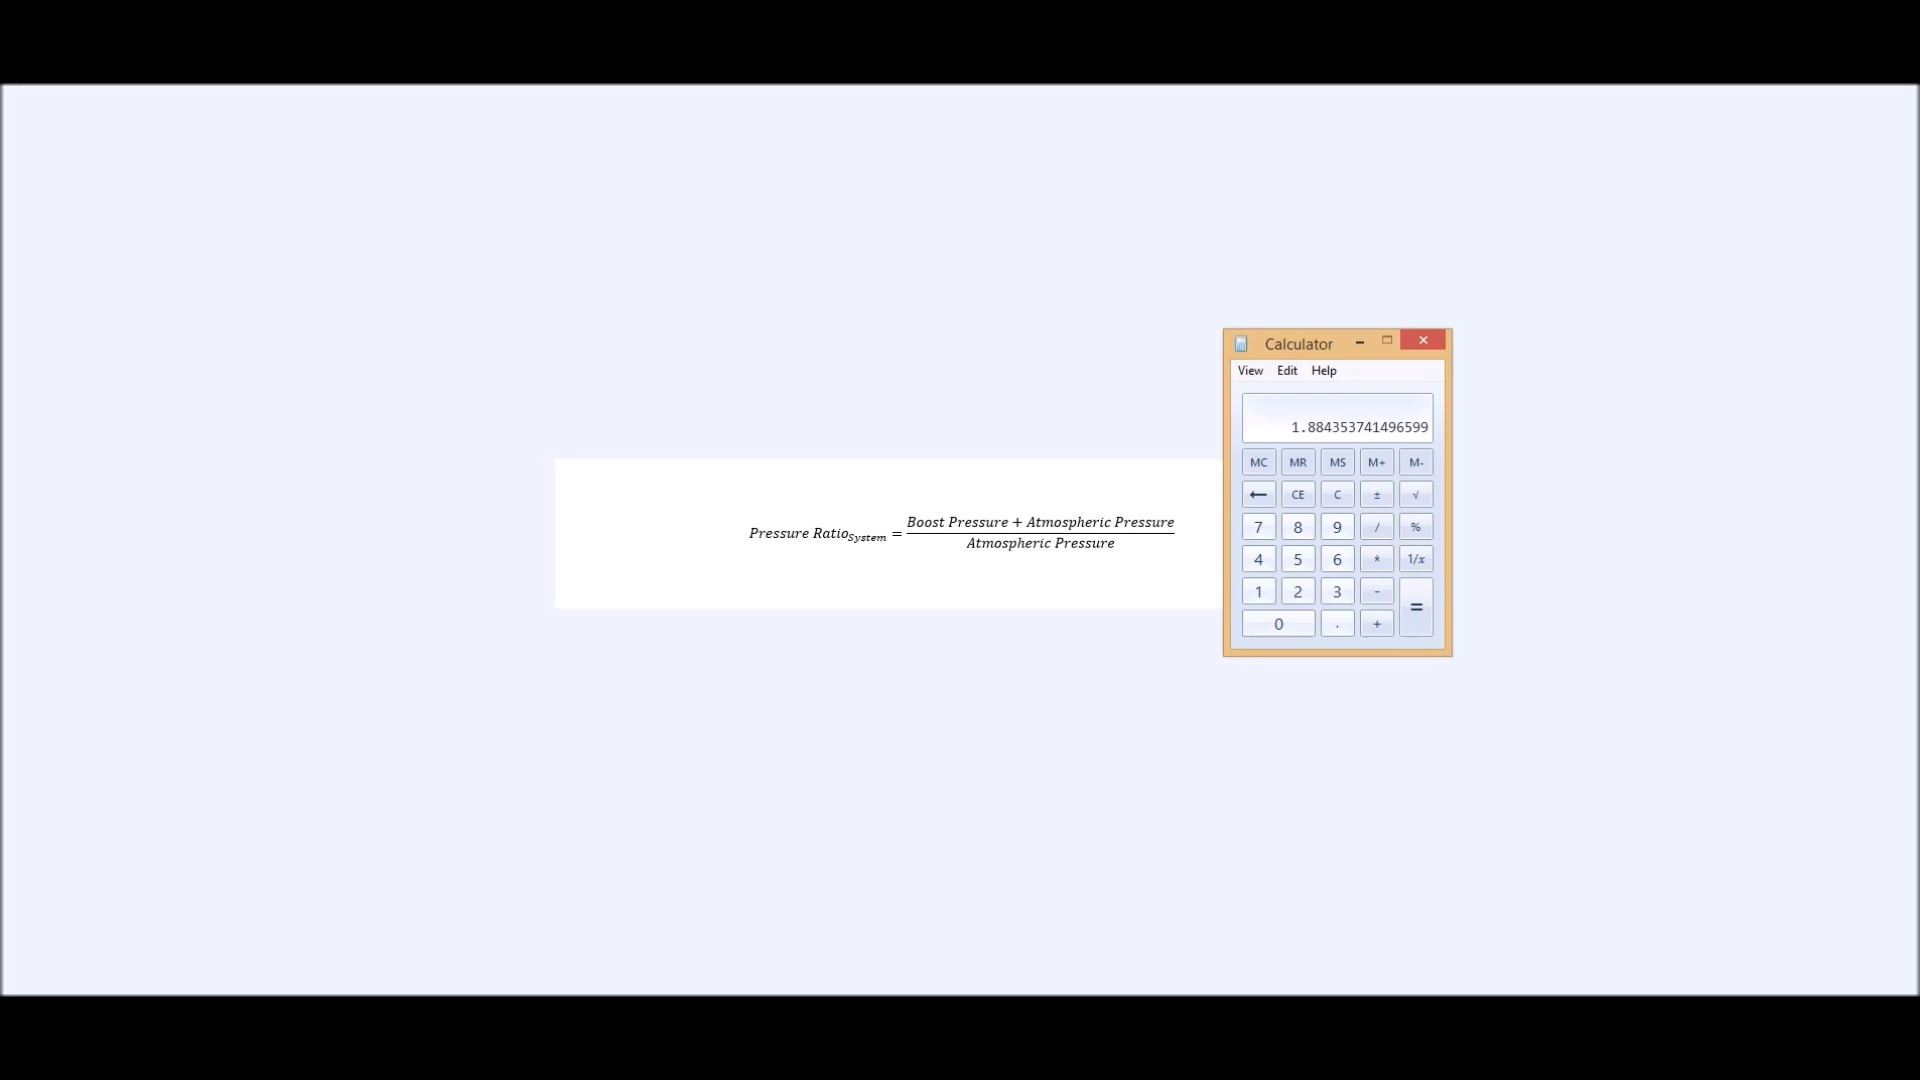 Calculator
View Edit Help
1.884353741496599
MC MR MS M+ M-
← CE C ± √
7 8 9 / %
4 5 6 * 1/x
1 2 3 - =
0 . +
Pressure Ratio_System = (Boost Pressure + Atmospheric Pressure) / Atmospheric Pressure